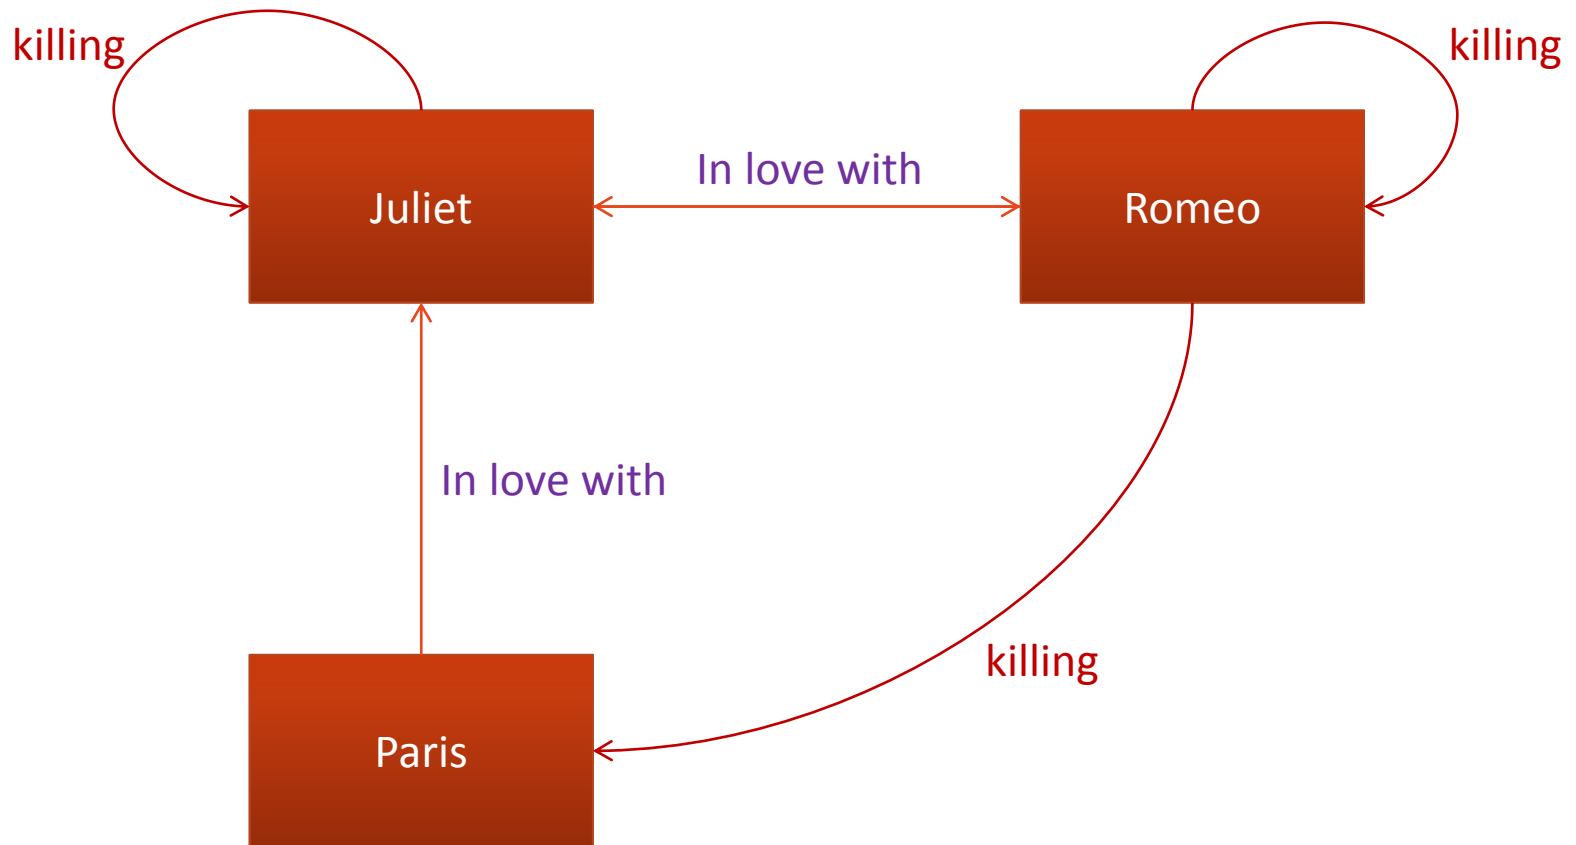 killing
killing
In love with
Juliet
Romeo
In love with
killing
Paris